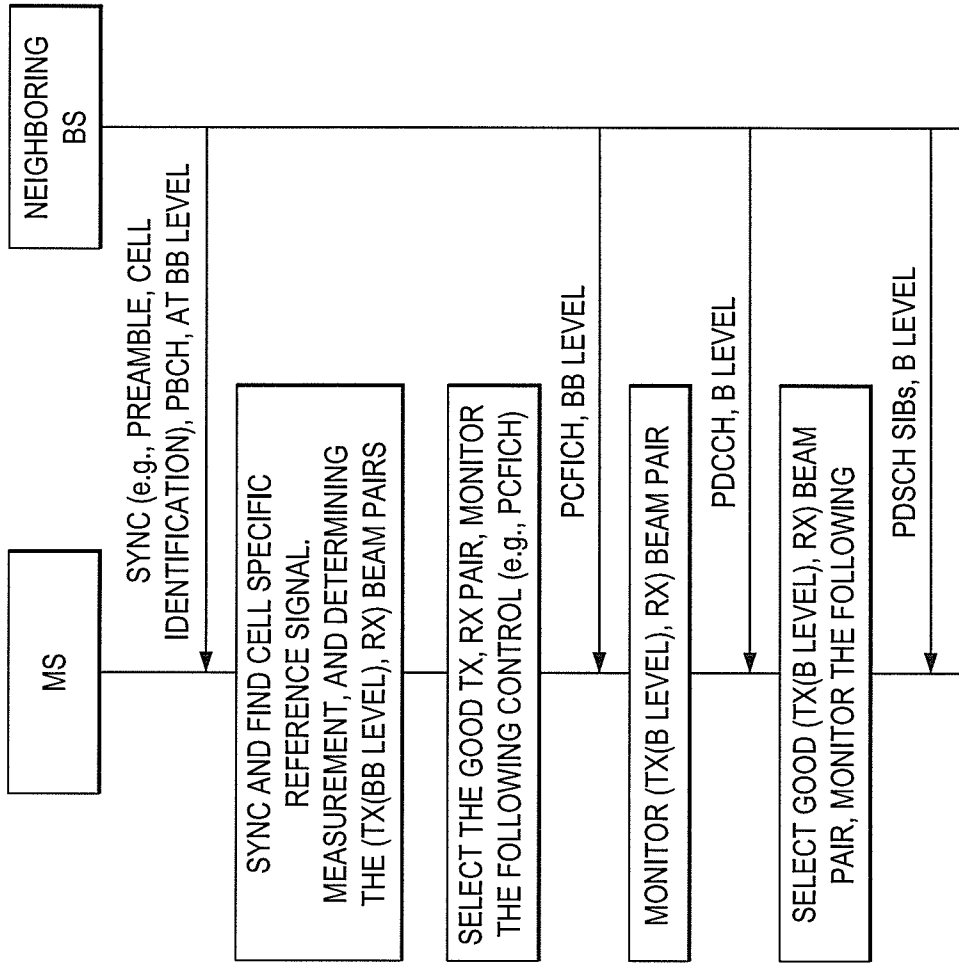 MS
NEIGHBORING
BS
SYNC (e.g., PREAMBLE, CELL
IDENTIFICATION), PBCH, AT BB LEVEL
SYNC AND FIND CELL SPECIFIC
REFERENCE SIGNAL.
MEASUREMENT, AND DETERMINING
THE (TX(BB LEVEL), RX) BEAM PAIRS
SELECT THE GOOD TX, RX PAIR, MONITOR
THE FOLLOWING CONTROL (e.g., PCFICH)
PCFICH, BB LEVEL
MONITOR (TX(B LEVEL), RX) BEAM PAIR
PDCCH, B LEVEL
SELECT GOOD (TX(B LEVEL), RX) BEAM
PAIR, MONITOR THE FOLLOWING
PDSCH SIBs, B LEVEL